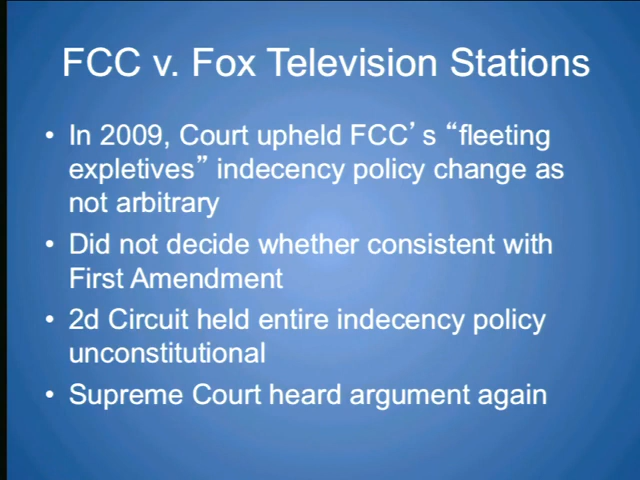 FCC v. Fox Television Stations
• In 2009, Court upheld FCC’s “fleeting
expletives” indecency policy change as
not arbitrary
• Did not decide whether consistent with
First Amendment
• 2d Circuit held entire indecency policy
unconstitutional
• Supreme Court heard argument again